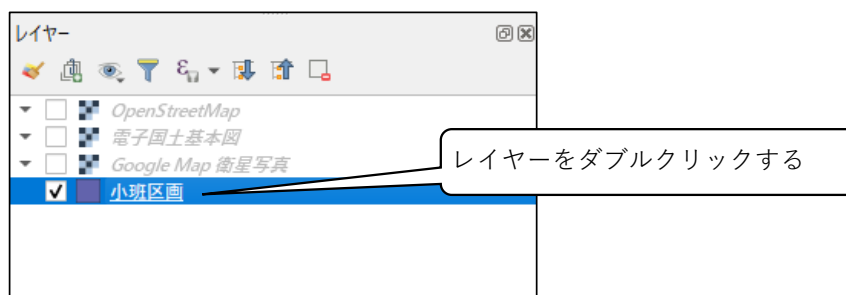 レイヤー
OpenStreetMap
電子国土基本図
Google Map 衛星写真
小班区画
レイヤーをダブルクリックする